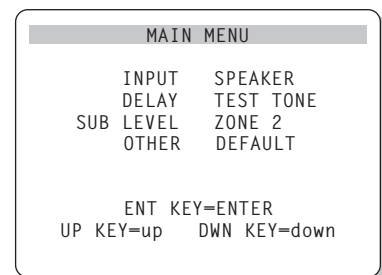 MAIN MENU
INPUT SPEAKER
DELAY TEST TONE
SUB LEVEL ZONE 2
OTHER DEFAULT
ENT KEY=ENTER
UP KEY=up DWN KEY=down